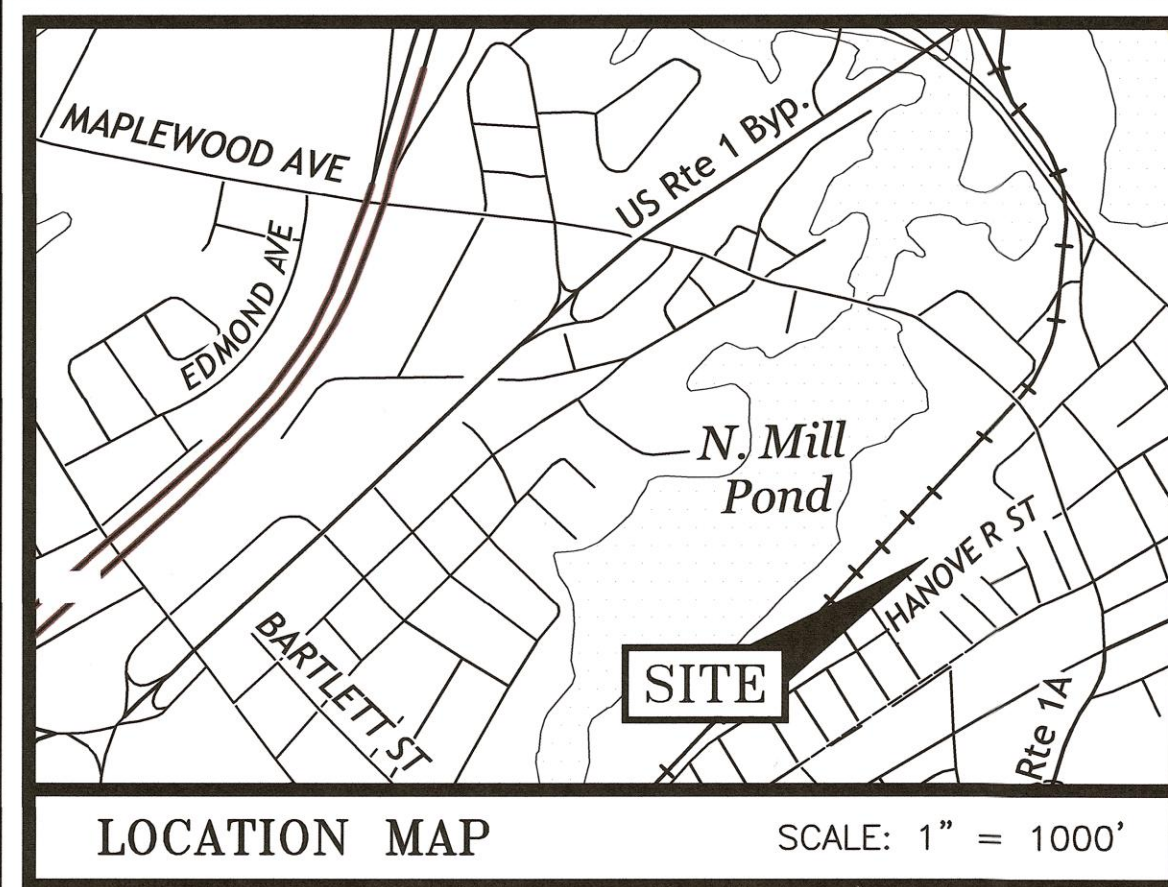 MAPLEWOOD AVE
US Rte 1 Byp.
EDMOND AVE
N. Mill
Pond
HANOVER ST
BARTLETT ST
SITE
Rte 1A
LOCATION MAP
SCALE: 1" = 1000'